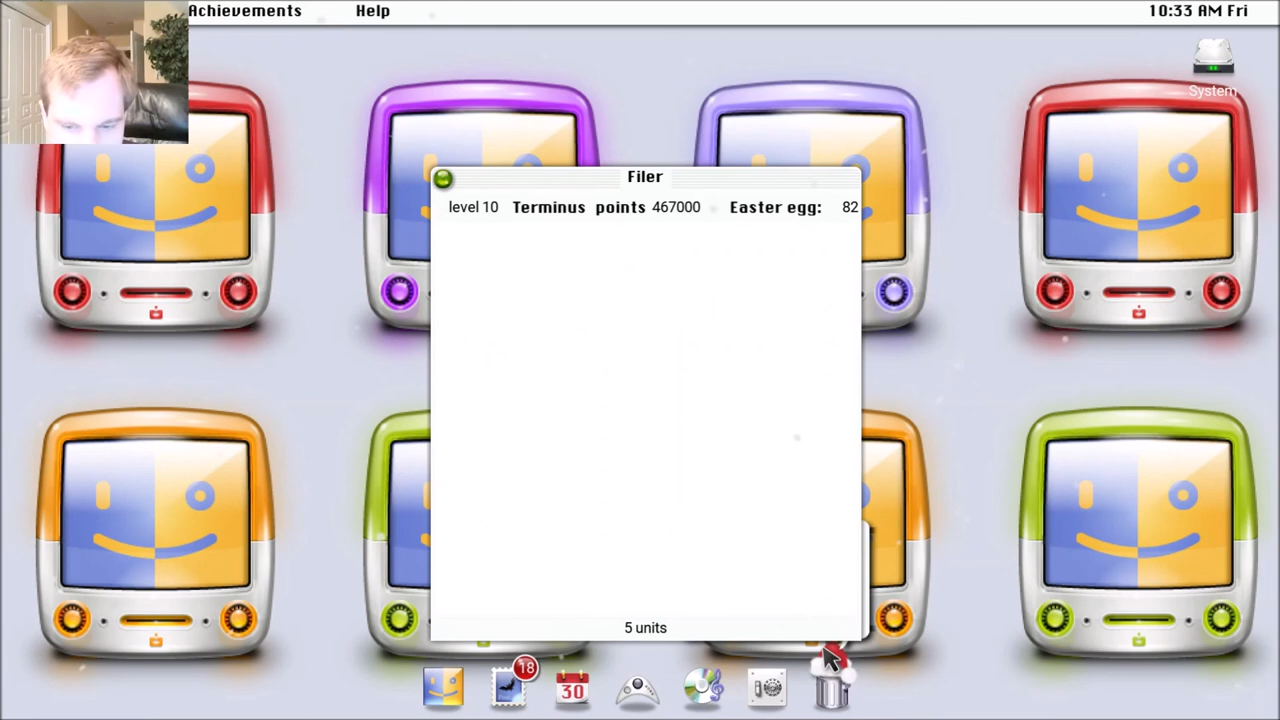 Achievements Help 10:33 AM Fri
System
Filer
level 10 Terminus points 467000 Easter egg: 82
5 units
18
30